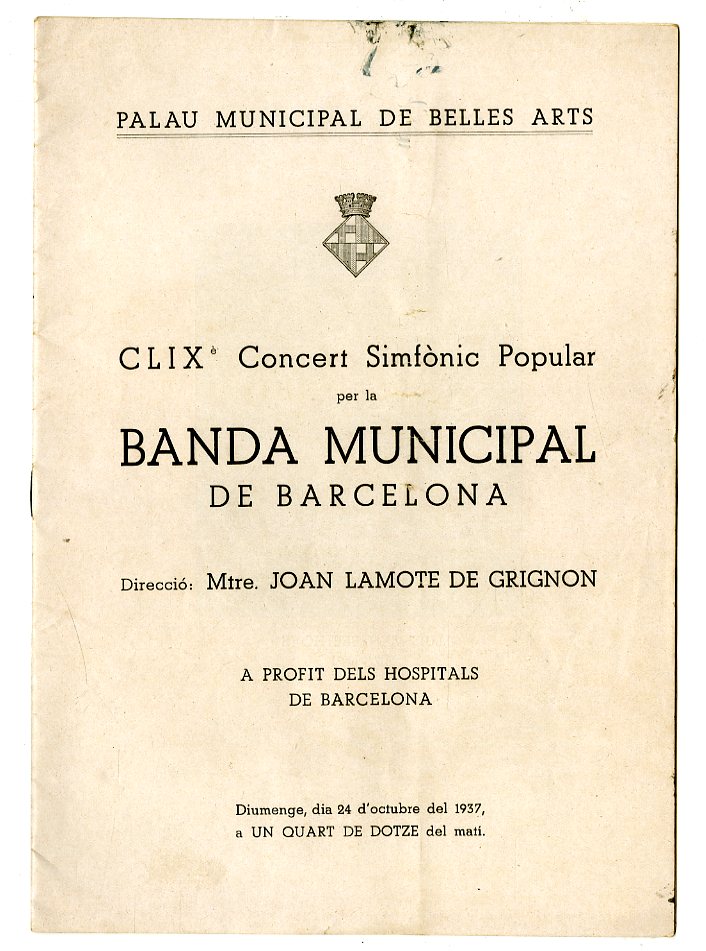 PALAU MUNICIPAL DE BELLES ARTS
CLIXè Concert Simfònic Popular
per la
BANDA MUNICIPAL
DE BARCELONA
Direcció: Mtre. JOAN LAMOTE DE GRIGNON
A PROFIT DELS HOSPITALS
DE BARCELONA
Diumenge, dia 24 d'octubre del 1937,
a UN QUART DE DOTZE del matí.